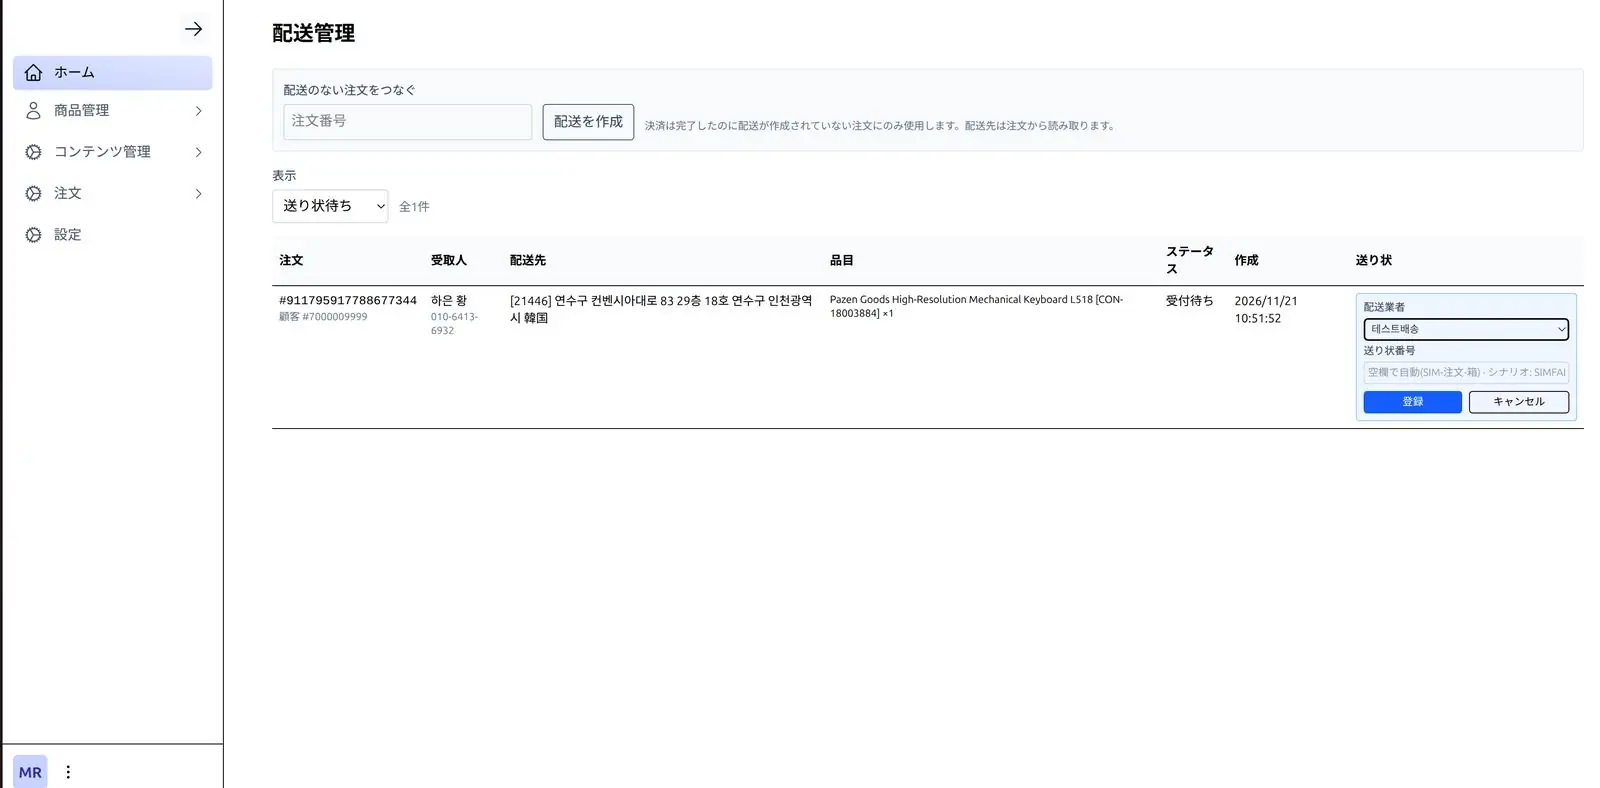 配送管理
ホーム
商品管理
コンテンツ管理
注文
設定
配送のない注文をつなぐ
注文番号
配送を作成
決済は完了したのに配送が作成されていない注文にのみ使用します。配送先は注文から読み取ります。
表示
送り状待ち
全1件
注文
受取人
配送先
品目
ステータ
ス
作成
送り状
#911795917788677344
顧客 #7000009999
하은 황
010-6413-
6932
[21446] 연수구 컨벤시아대로 83 29층 18호 연수구 인천광역
시 韓国
Pazen Goods High-Resolution Mechanical Keyboard L518 [CON-
18003884] ×1
受付待ち
2026/11/21
10:51:52
配送業者
테스트배송
送り状番号
空欄で自動(SIM-注文-箱) · シナリオ: SIMFAI
登録
キャンセル
MR